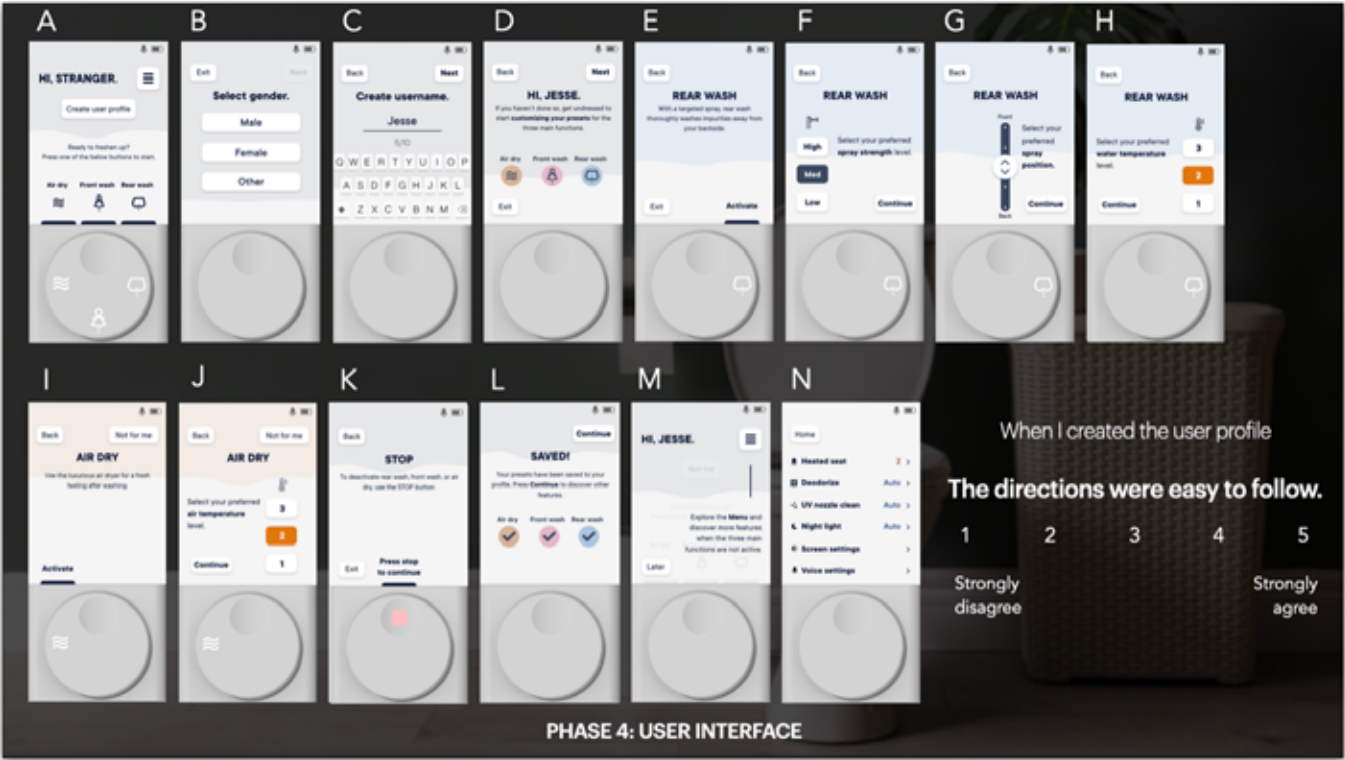 A
B
C
D
E
F
G
H
HI, STRANGER.
Create user profile
Ready to freshen up?
Press one of the below buttons to start.
Air dry Front wash Rear wash
Exit Next
Select gender.
Male
Female
Other
Back Next
Create username.
Jesse
5/10
Q W E R T Y U I O P
A S D F G H J K L
Z X C V B N M
Back Next
HI, JESSE.
If you haven't done so, get undressed to
start customizing your presets for the
three main functions.
Air dry Front wash Rear wash
Exit
Back
REAR WASH
With a targeted spray, rear wash
thoroughly washes impurities away from
your backside.
Exit Activate
Back
REAR WASH
Select your preferred
spray strength level.
High
Med
Low
Continue
Back
REAR WASH
Front
Select your
preferred
spray
position.
Continue
Back
Back
REAR WASH
Select your preferred
water temperature
level.
3
2
1
Continue
I
J
K
L
M
N
Back Not for me
AIR DRY
Use the luxurious air dryer for a fresh
feeling after washing.
Activate
Back Not for me
AIR DRY
Select your preferred
air temperature
level.
3
2
1
Continue
Back
STOP
To deactivate rear wash, front wash, or air
dry, use the STOP button.
Exit
Press stop
to continue
Continue
SAVED!
Your presets have been saved to your
profile. Press Continue to discover other
features.
Air dry Front wash Rear wash
HI, JESSE.
Explore the Menu and
discover more features
when the three main
functions are not active.
Later
Home
Heated seat 2 >
Deodorize Auto >
UV nozzle clean Auto >
Night light Auto >
Screen settings >
Voice settings >
When I created the user profile
The directions were easy to follow.
1 2 3 4 5
Strongly
disagree
Strongly
agree
PHASE 4: USER INTERFACE